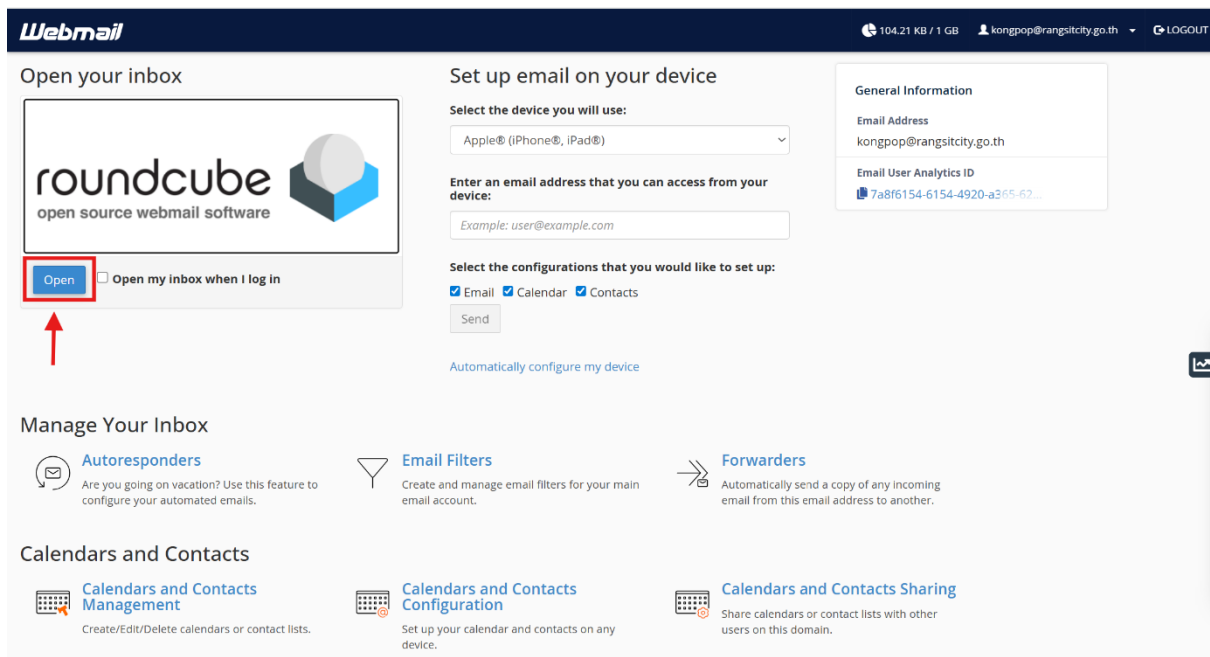 Webmail
104.21 KB / 1 GB kongpop@rangsitcity.go.th LOGOUT
Open your inbox
roundcube
open source webmail software
Open Open my inbox when I log in
Set up email on your device
Select the device you will use:
Apple® (iPhone®, iPad®)
Enter an email address that you can access from your
device:
Example: user@example.com
Select the configurations that you would like to set up:
Email Calendar Contacts
Send
Automatically configure my device
General Information
Email Address
kongpop@rangsitcity.go.th
Email User Analytics ID
7a8f6154-6154-4920-a365-62...
Manage Your Inbox
Autoresponders
Are you going on vacation? Use this feature to
configure your automated emails.
Email Filters
Create and manage email filters for your main
email account.
Forwarders
Automatically send a copy of any incoming
email from this email address to another.
Calendars and Contacts
Calendars and Contacts
Management
Create/Edit/Delete calendars or contact lists.
Calendars and Contacts
Configuration
Set up your calendar and contacts on any
device.
Calendars and Contacts Sharing
Share calendars or contact lists with other
users on this domain.